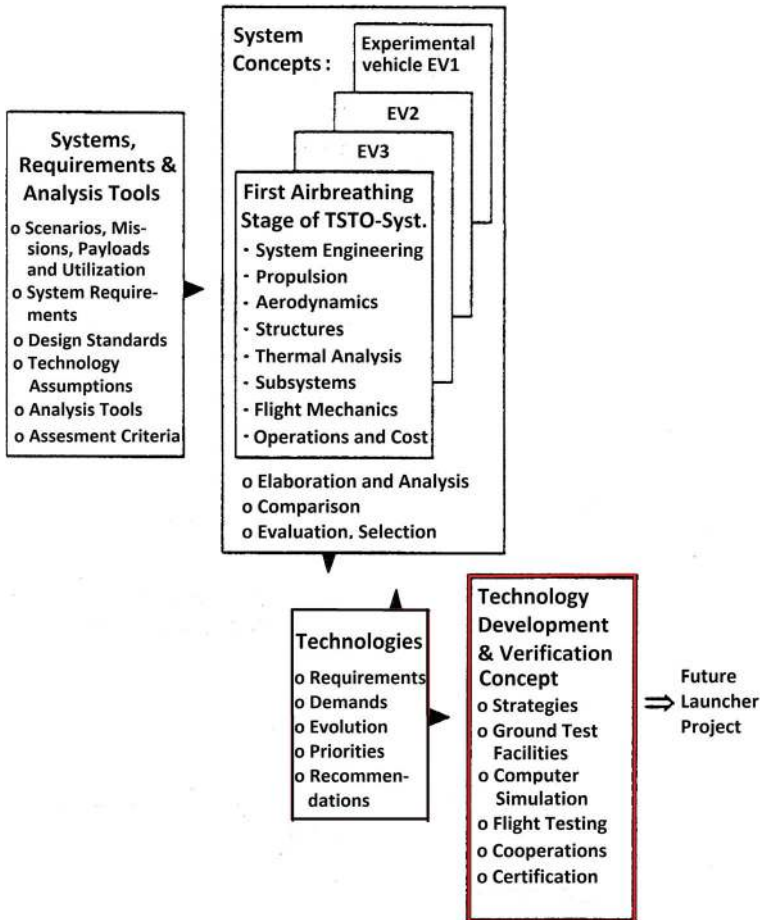 System
Concepts :
Experimental
vehicle EV1
EV2
EV3
First Airbreathing
Stage of TSTO-Syst.
- System Engineering
- Propulsion
- Aerodynamics
- Structures
- Thermal Analysis
- Subsystems
- Flight Mechanics
- Operations and Cost
o Elaboration and Analysis
o Comparison
o Evaluation, Selection
Systems,
Requirements &
Analysis Tools
o Scenarios, Mis-
sions, Payloads
and Utilization
o System Require-
ments
o Design Standards
o Technology
Assumptions
o Analysis Tools
o Assesment Criteria
Technologies
o Requirements
o Demands
o Evolution
o Priorities
o Recommen-
dations
Technology
Development
& Verification
Concept
o Strategies
o Ground Test
Facilities
o Computer
Simulation
o Flight Testing
o Cooperations
o Certification
Future
Launcher
Project